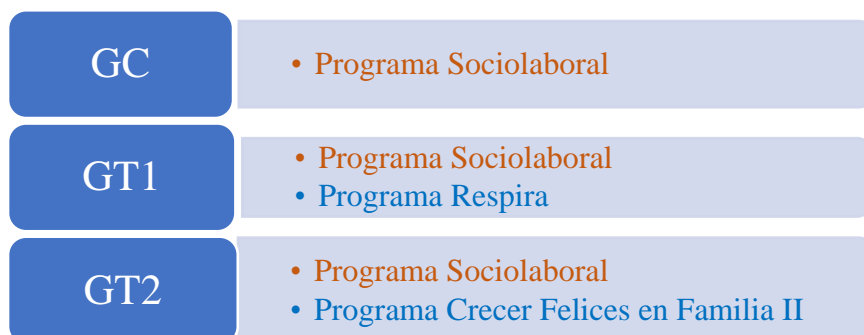 GC
• Programa Sociolaboral
GT1
• Programa Sociolaboral
• Programa Respira
GT2
• Programa Sociolaboral
• Programa Crecer Felices en Familia II